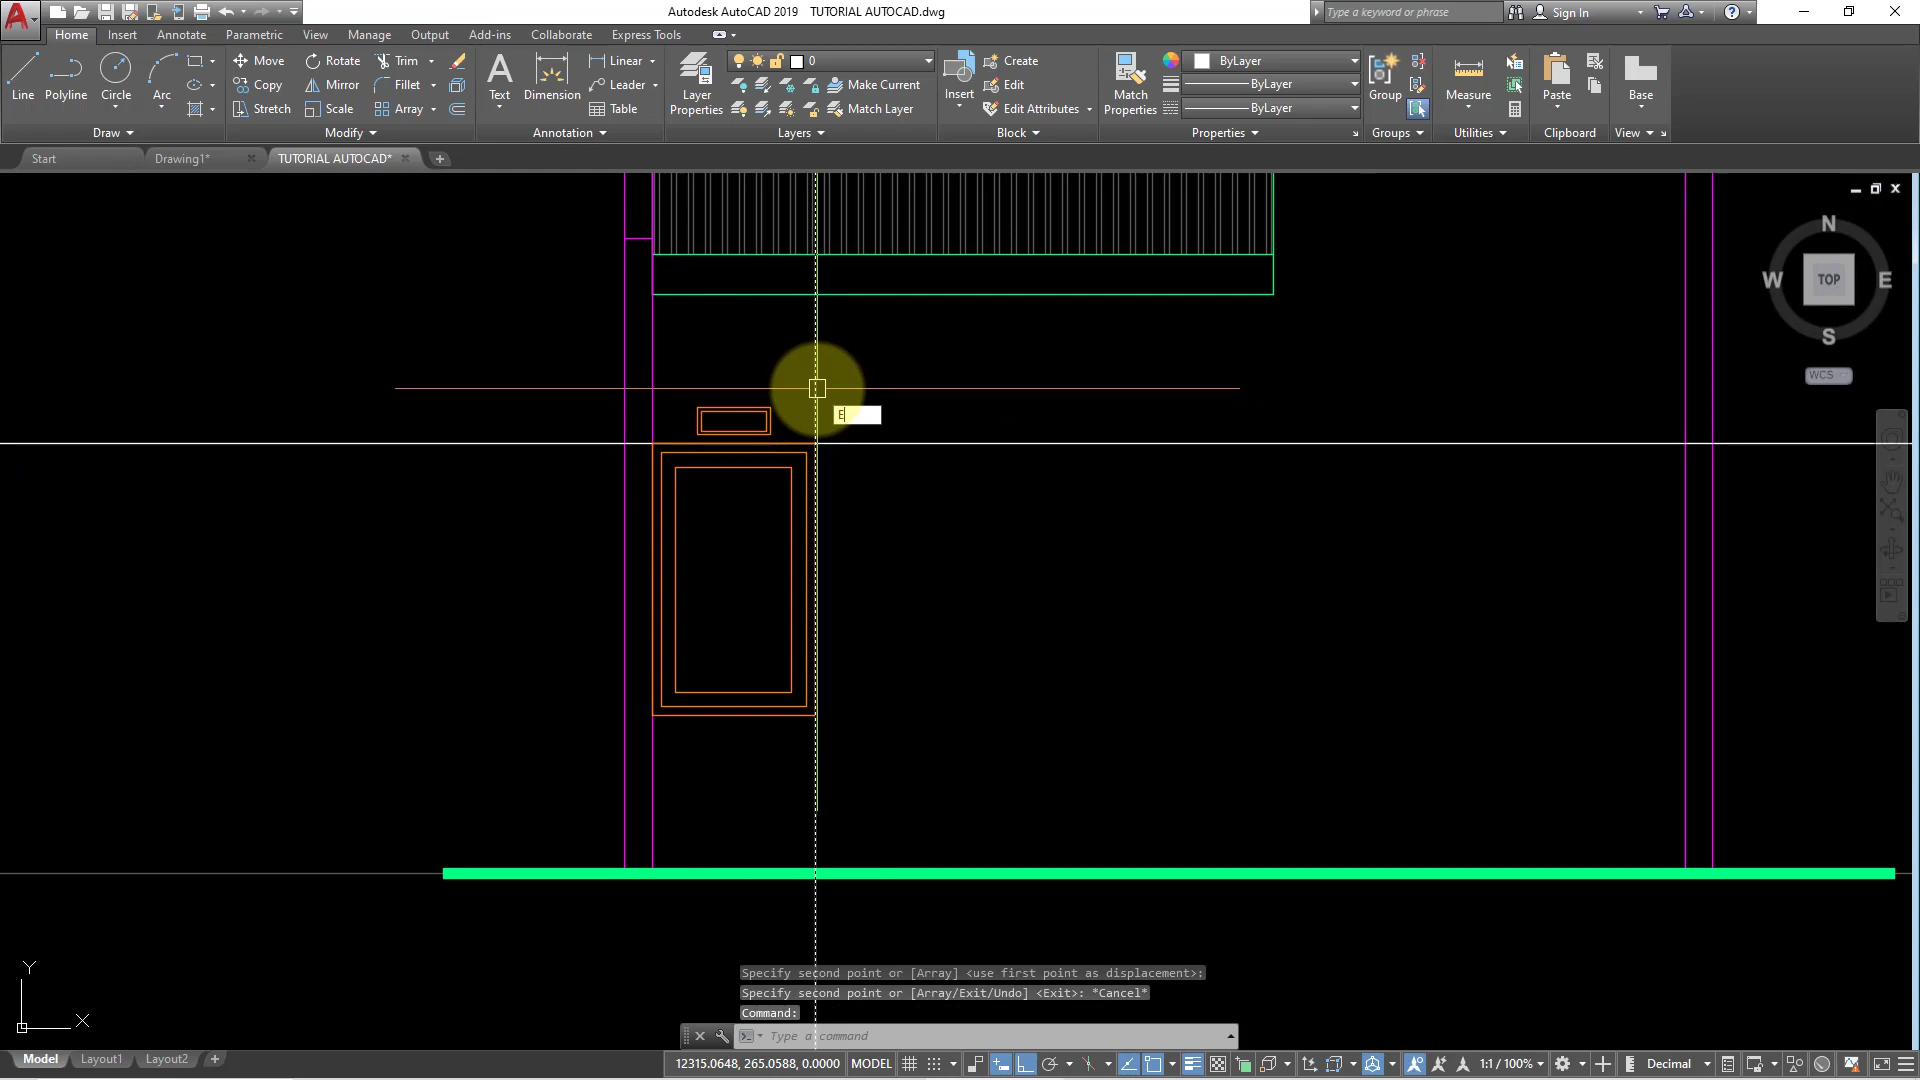 Autodesk AutoCAD 2019 TUTORIAL AUTOCAD.dwg
Type a keyword or phrase
Sign In
Home Insert Annotate Parametric View Manage Output Add-ins Collaborate Express Tools
Line Polyline Circle Arc
Move Rotate Trim
Copy Mirror Fillet
Stretch Scale Array
Text Dimension
Linear
Leader
Table
Layer Properties
0
Make Current
Match Layer
Insert
Create
Edit
Edit Attributes
Match Properties
ByLayer
ByLayer
ByLayer
Group
Measure
Paste
Base
Draw Modify Annotation Layers Block Properties Groups Utilities Clipboard View
Start Drawing1* TUTORIAL AUTOCAD*
N
W TOP E
S
WCS
E
Y
X
Specify second point or [Array] <use first point as displacement>:
Specify second point or [Array/Exit/Undo] <Exit>: *Cancel*
Command:
Type a command
Model Layout1 Layout2
12315.0648, 265.0588, 0.0000 MODEL 1:1 / 100% Decimal